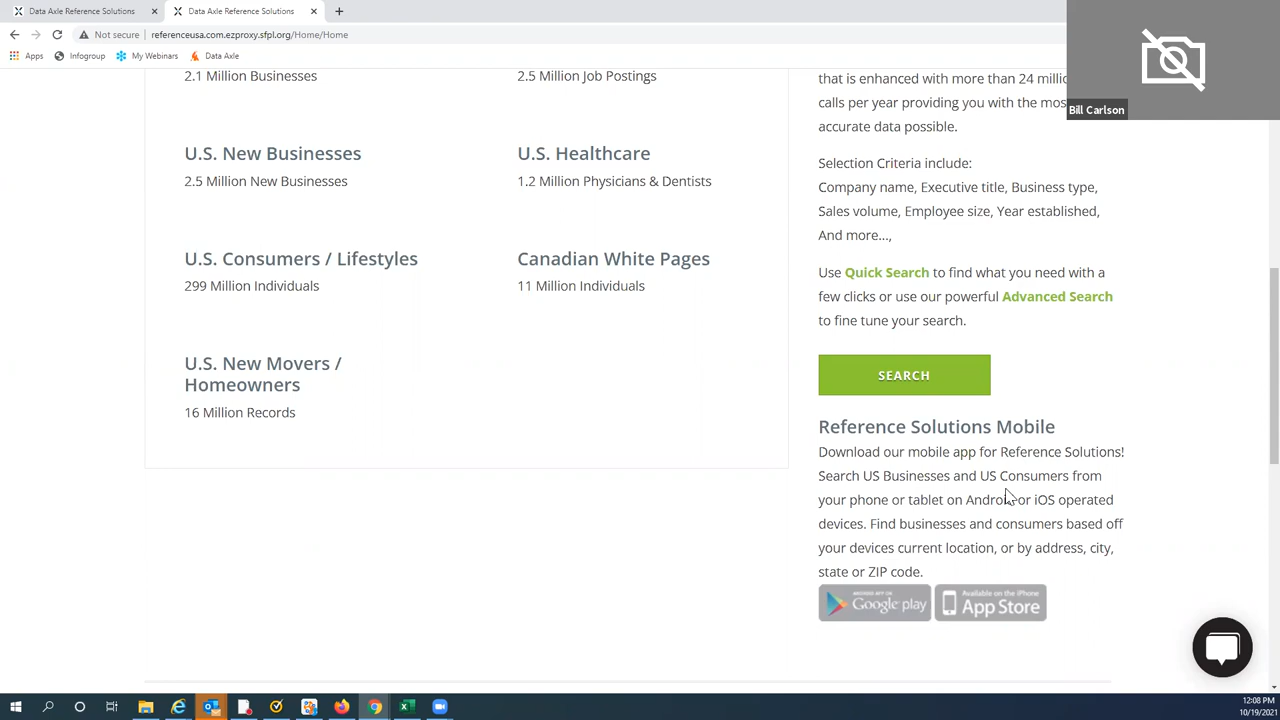 Data Axle Reference Solutions
Data Axle Reference Solutions
Not secure
referenceusa.com.ezproxy.sfpl.org/Home/Home
Apps
Infogroup
My Webinars
Data Axle
Bill Carlson
2.1 Million Businesses
2.5 Million Job Postings
U.S. New Businesses
2.5 Million New Businesses
U.S. Healthcare
1.2 Million Physicians & Dentists
U.S. Consumers / Lifestyles
299 Million Individuals
Canadian White Pages
11 Million Individuals
U.S. New Movers /
Homeowners
16 Million Records
that is enhanced with more than 24
calls per year providing you with the
accurate data possible.
Selection Criteria include:
Company name, Executive title, Business type,
Sales volume, Employee size, Year established,
And more...,
Use Quick Search to find what you need with a
few clicks or use our powerful Advanced Search
to fine tune your search.
SEARCH
Reference Solutions Mobile
Download our mobile app for Reference Solutions!
Search US Businesses and US Consumers from
your phone or tablet on Android or iOS operated
devices. Find businesses and consumers based off
your devices current location, or by address, city,
state or ZIP code.
Google play
Available on the iPhone
App Store
12:08 PM
10/19/2021